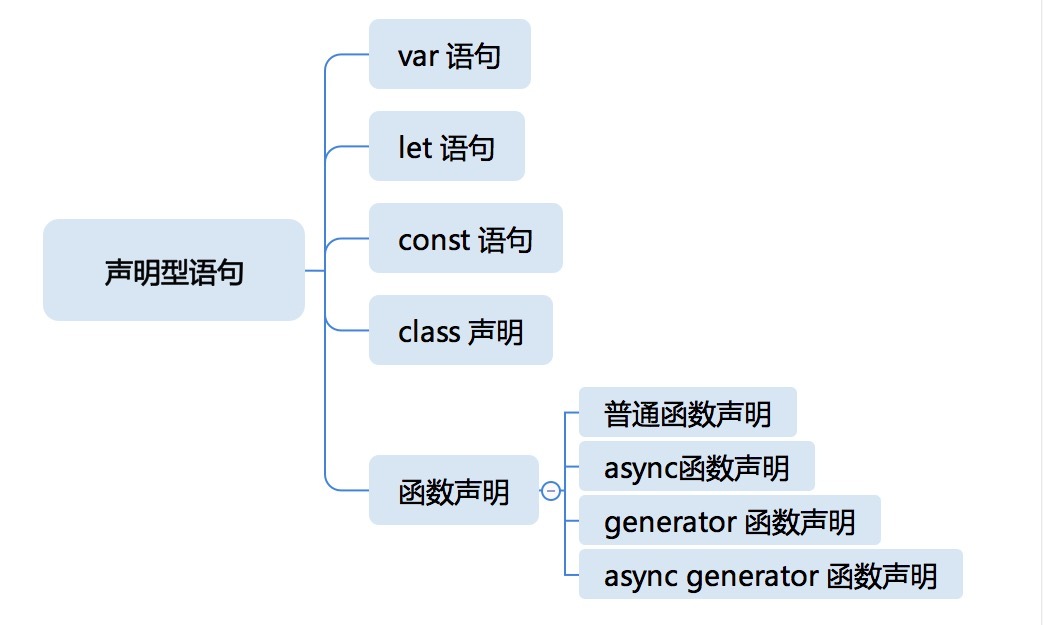 var 语句
let 语句
const 语句
声明型语句
class 声明
普通函数声明
async函数声明
函数声明
generator 函数声明
async generator 函数声明